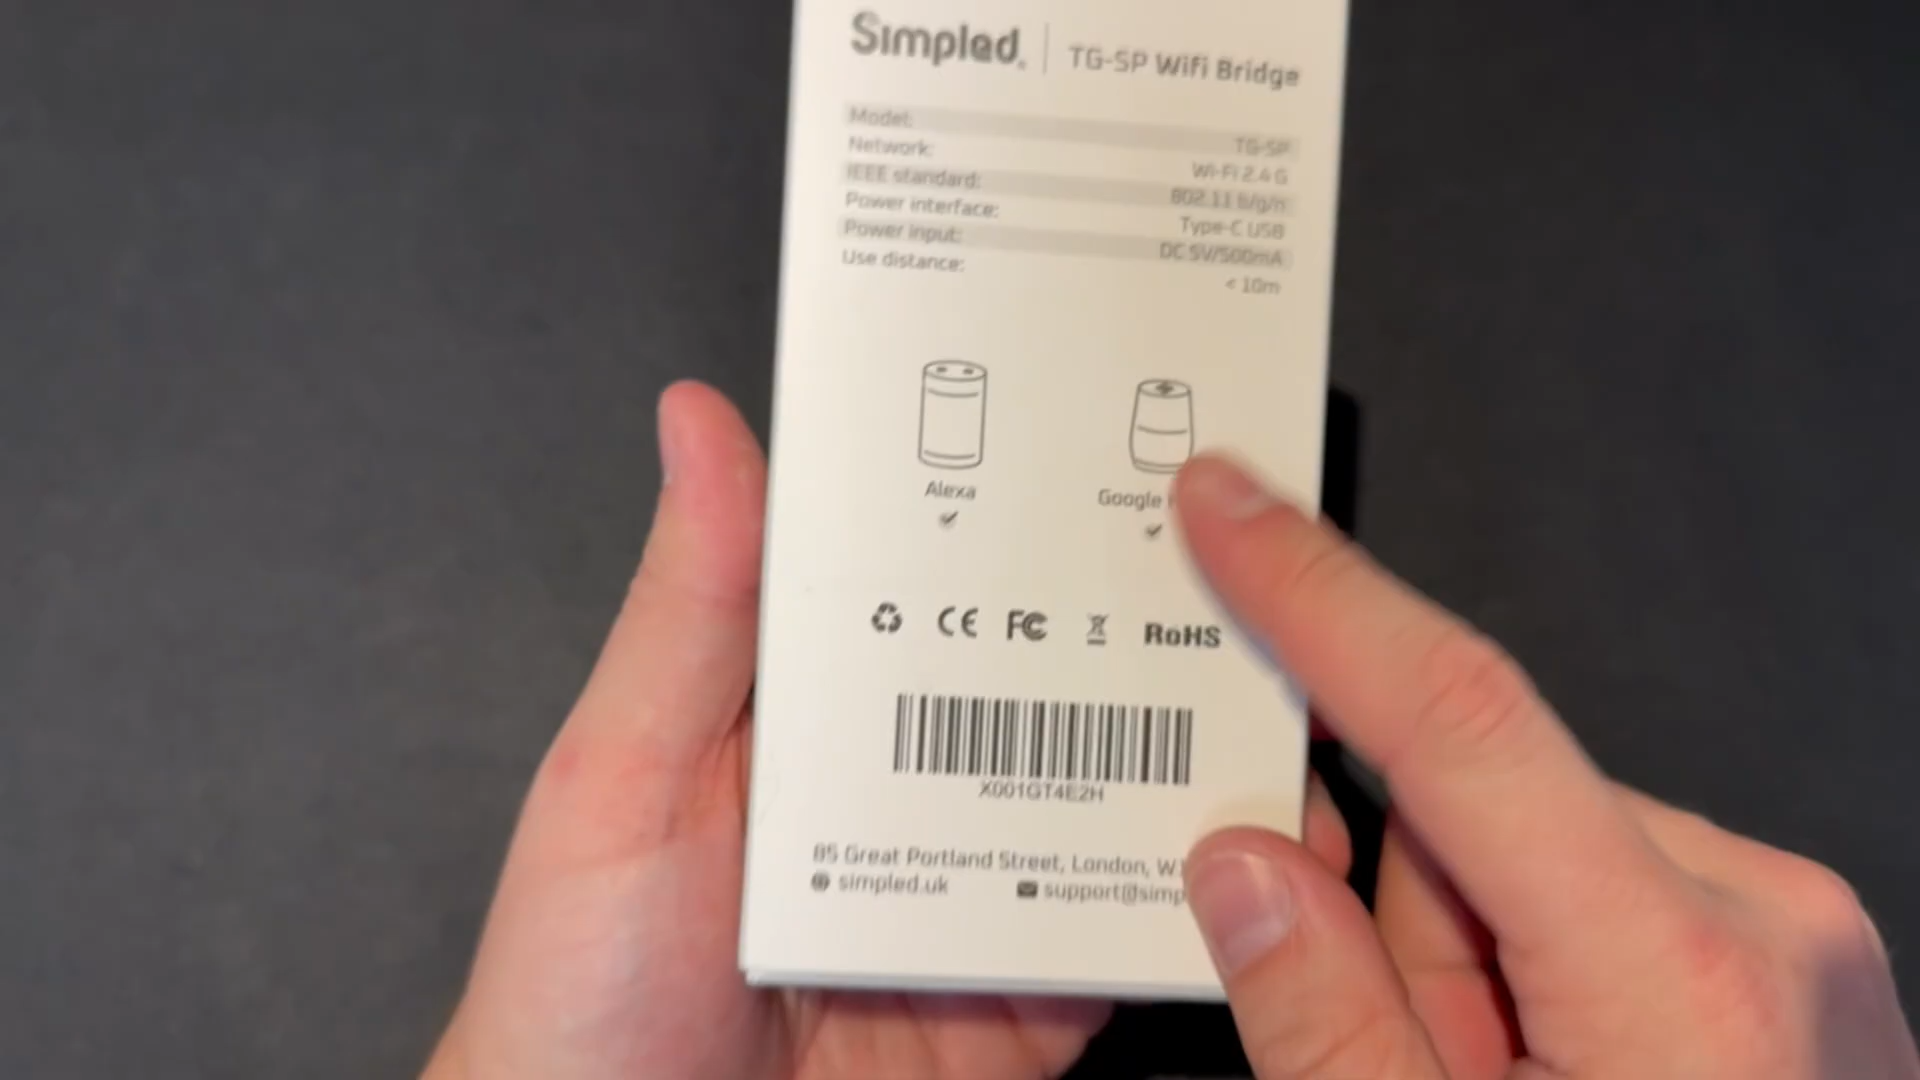 Simpled. TG-SP Wifi Bridge
Model: TG-SP
Network: Wi-Fi 2.4 G
IEEE standard: 802.11 b/g/n
Power interface: Type-C USB
Power input: DC 5V/500mA
Use distance: < 10m
Alexa Google
CE FC RoHS
X001GT4E2H
85 Great Portland Street, London,
simpled.uk